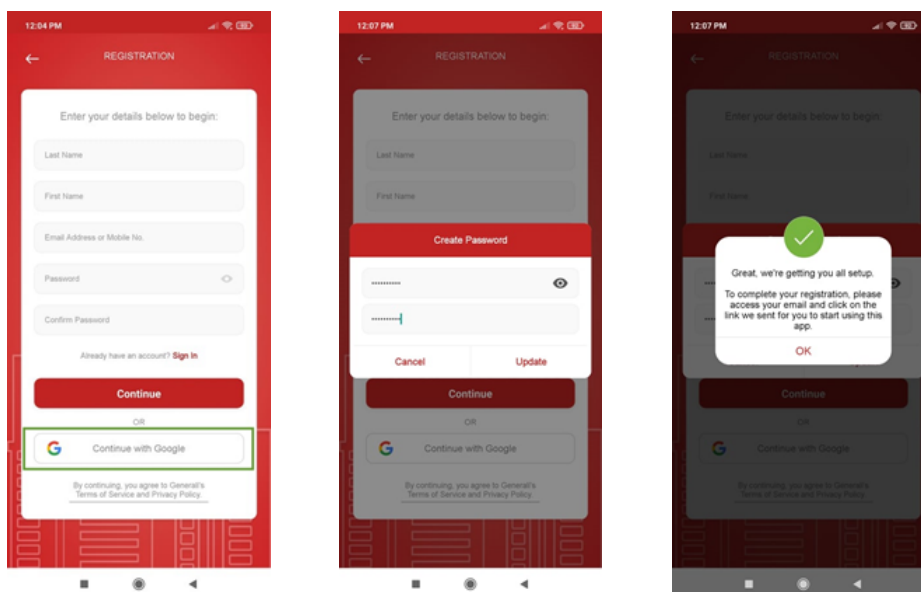 12:04 PM
REGISTRATION
Enter your details below to begin:
Last Name
First Name
Email Address or Mobile No.
Password
Confirm Password
Already have an account? Sign In
Continue
OR
Continue with Google
By continuing, you agree to Generali's
Terms of Service and Privacy Policy.
12:07 PM
REGISTRATION
Enter your details below to begin:
Last Name
First Name
Create Password
Cancel
Update
Continue
OR
Continue with Google
By continuing, you agree to Generali's
Terms of Service and Privacy Policy.
12:07 PM
REGISTRATION
Enter your details below to begin:
Last Name
First Name
Great, we're getting you all setup.
To complete your registration, please
access your email and click on the
link we sent for you to start using this
app.
OK
Continue
OR
Continue with Google
By continuing, you agree to Generali's
Terms of Service and Privacy Policy.